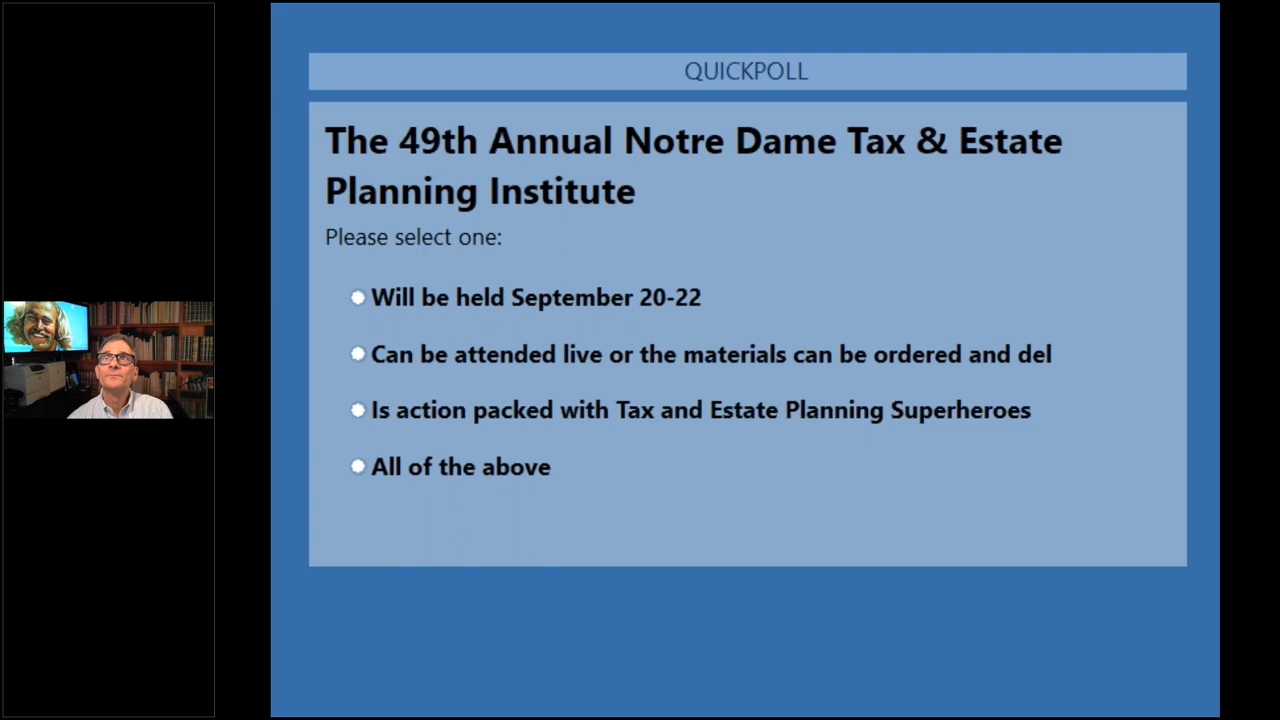 QUICKPOLL
The 49th Annual Notre Dame Tax & Estate
Planning Institute
Please select one:
Will be held September 20-22
Can be attended live or the materials can be ordered and del
Is action packed with Tax and Estate Planning Superheroes
All of the above